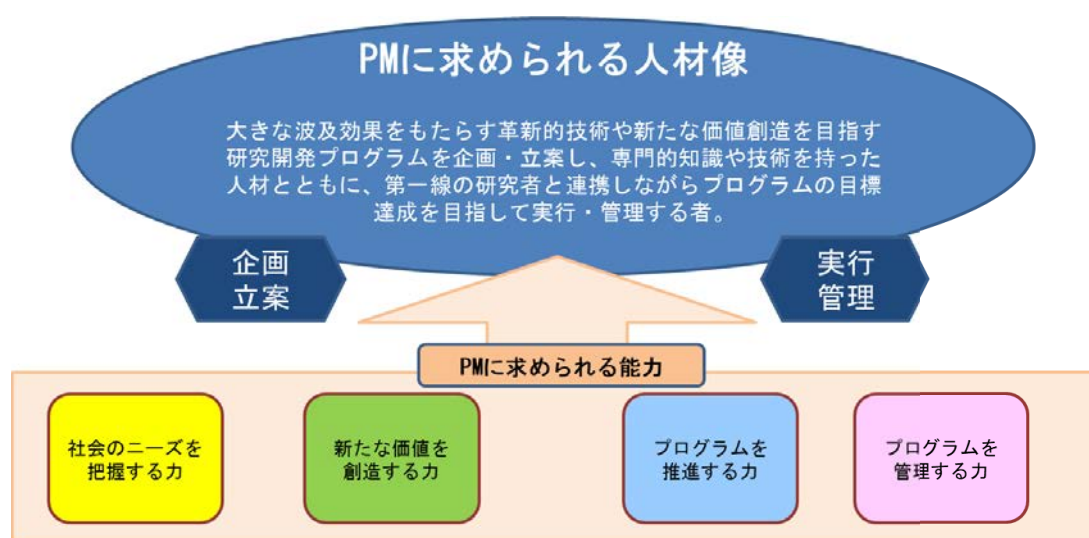 PMに求められる人材像
大きな波及効果をもたらす革新的技術や新たな価値創造を目指す
研究開発プログラムを企画・立案し、専門的知識や技術を持った
人材とともに、第一線の研究者と連携しながらプログラムの目標
達成を目指して実行・管理する者。
企画
立案
実行
管理
PMに求められる能力
社会のニーズを
把握する力
新たな価値を
創造する力
プログラムを
推進する力
プログラムを
管理する力